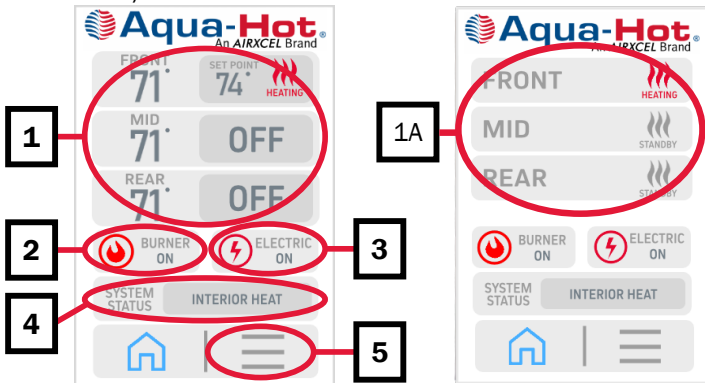 Aqua-Hot®
An AIRXCEL Brand
FRONT
71°
SET POINT
74°
HEATING
MID
71°
OFF
REAR
71°
OFF
BURNER
ON
ELECTRIC
ON
SYSTEM
STATUS
INTERIOR HEAT
1
2
3
4
5
1A
Aqua-Hot®
An AIRXCEL Brand
FRONT
HEATING
MID
STANDBY
REAR
STANDBY
BURNER
ON
ELECTRIC
ON
SYSTEM
STATUS
INTERIOR HEAT